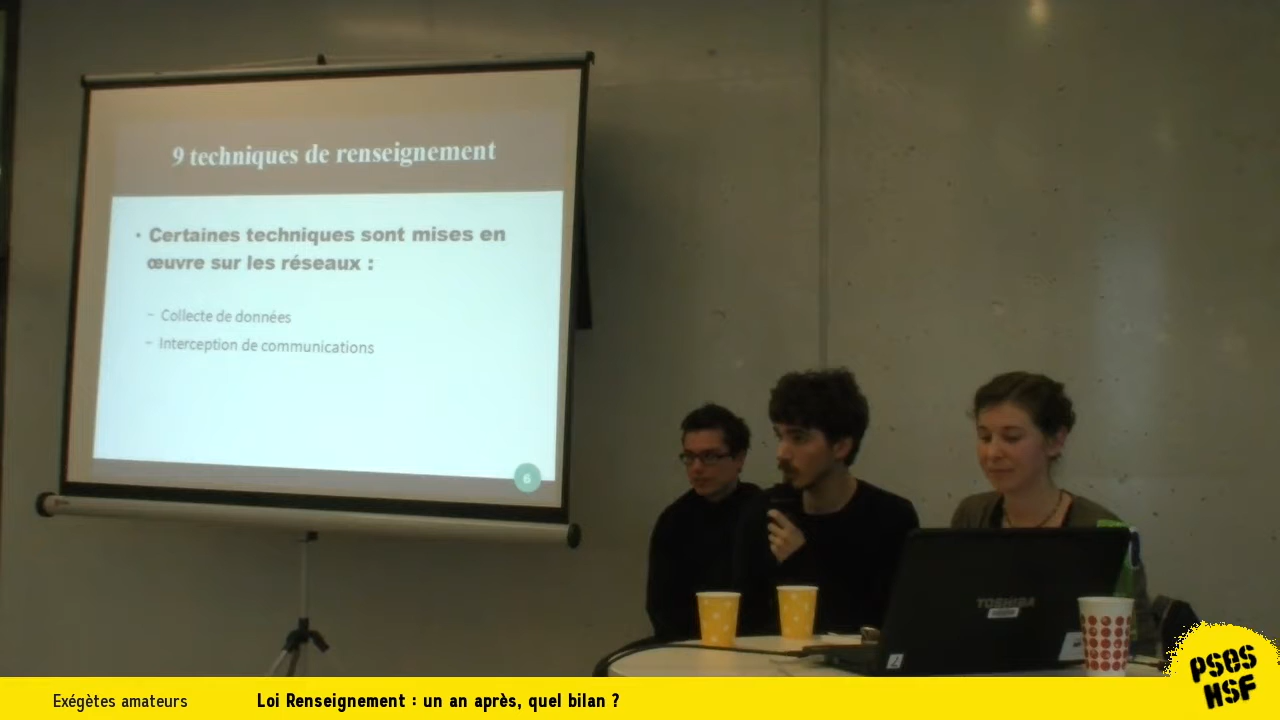 9 techniques de renseignement
• Certaines techniques sont mises en
œuvre sur les réseaux :
– Collecte de données
– Interception de communications
6
TOSHIBA
2
Exégètes amateurs
Loi Renseignement : un an après, quel bilan ?
PSES
HSF